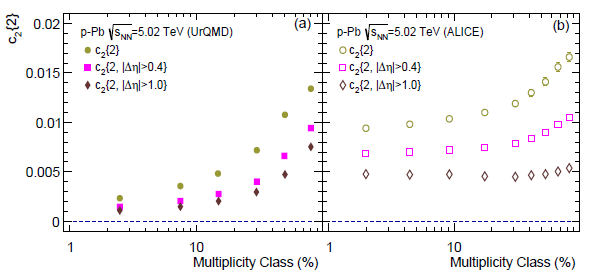 c₂{2}
0.02
0.015
0.01
0.005
0
p-Pb √sNN=5.02 TeV (UrQMD) (a)
c₂{2}
c₂{2, |Δη|>0.4}
c₂{2, |Δη|>1.0}
1
10
Multiplicity Class (%)
p-Pb √sNN=5.02 TeV (ALICE) (b)
c₂{2}
c₂{2, |Δη|>0.4}
c₂{2, |Δη|>1.0}
1
10
Multiplicity Class (%)